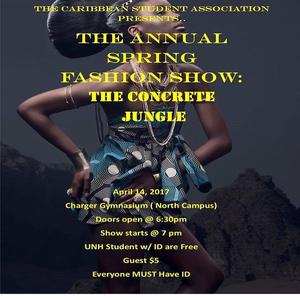 THE CARIBBEAN STUDENT ASSOCIATION
PRESENTS..
THE ANNUAL
SPRING
FASHION SHOW:
THE CONCRETE
JUNGLE
April 14, 2017
Charger Gymnasium ( North Campus)
Doors open @ 6:30pm
Show starts @ 7 pm
UNH Student w/ ID are Free
Guest $5
Everyone MUST Have ID